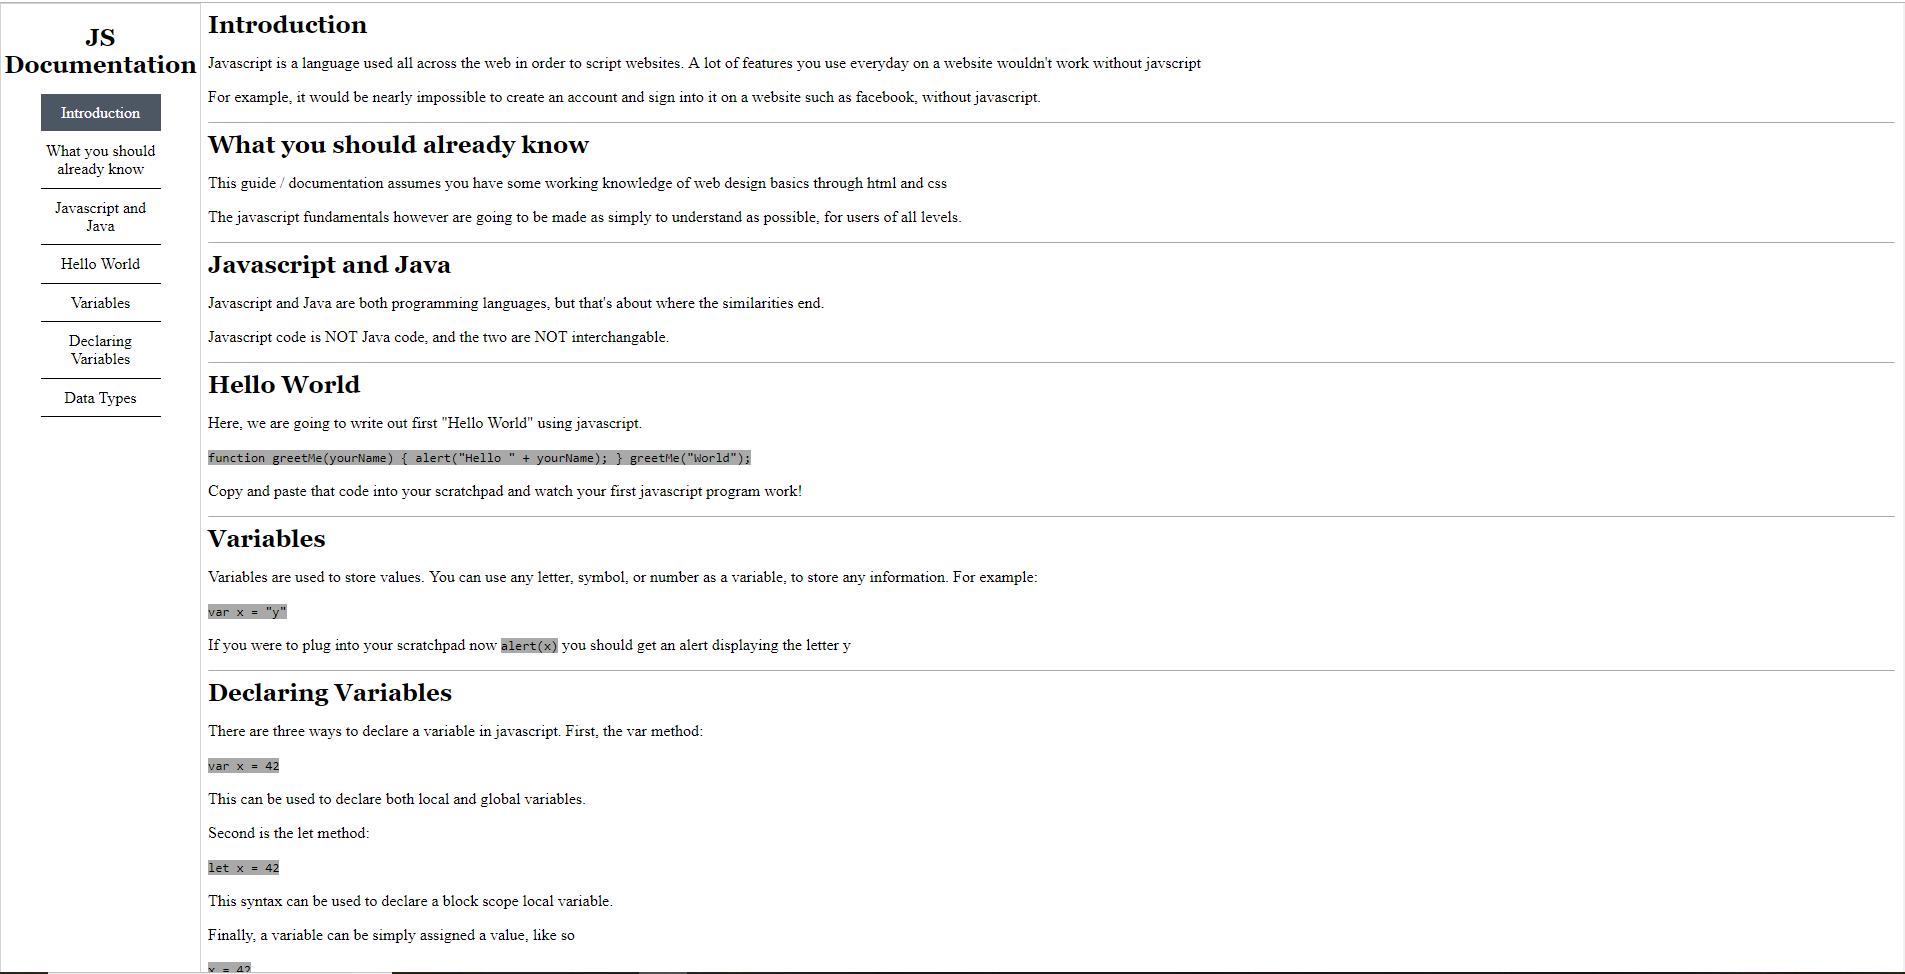 JS
Documentation
Introduction
What you should
already know
Javascript and
Java
Hello World
Variables
Declaring
Variables
Data Types
Introduction
Javascript is a language used all across the web in order to script websites. A lot of features you use everyday on a website wouldn't work without javscript
For example, it would be nearly impossible to create an account and sign into it on a website such as facebook, without javascript.
What you should already know
This guide / documentation assumes you have some working knowledge of web design basics through html and css
The javascript fundamentals however are going to be made as simply to understand as possible, for users of all levels.
Javascript and Java
Javascript and Java are both programming languages, but that's about where the similarities end.
Javascript code is NOT Java code, and the two are NOT interchangable.
Hello World
Here, we are going to write out first "Hello World" using javascript.
function greetMe(yourName) { alert("Hello " + yourName); } greetMe("World");
Copy and paste that code into your scratchpad and watch your first javascript program work!
Variables
Variables are used to store values. You can use any letter, symbol, or number as a variable, to store any information. For example:
var x = "y"
If you were to plug into your scratchpad now alert(x) you should get an alert displaying the letter y
Declaring Variables
There are three ways to declare a variable in javascript. First, the var method:
var x = 42
This can be used to declare both local and global variables.
Second is the let method:
let x = 42
This syntax can be used to declare a block scope local variable.
Finally, a variable can be simply assigned a value, like so
x = 42